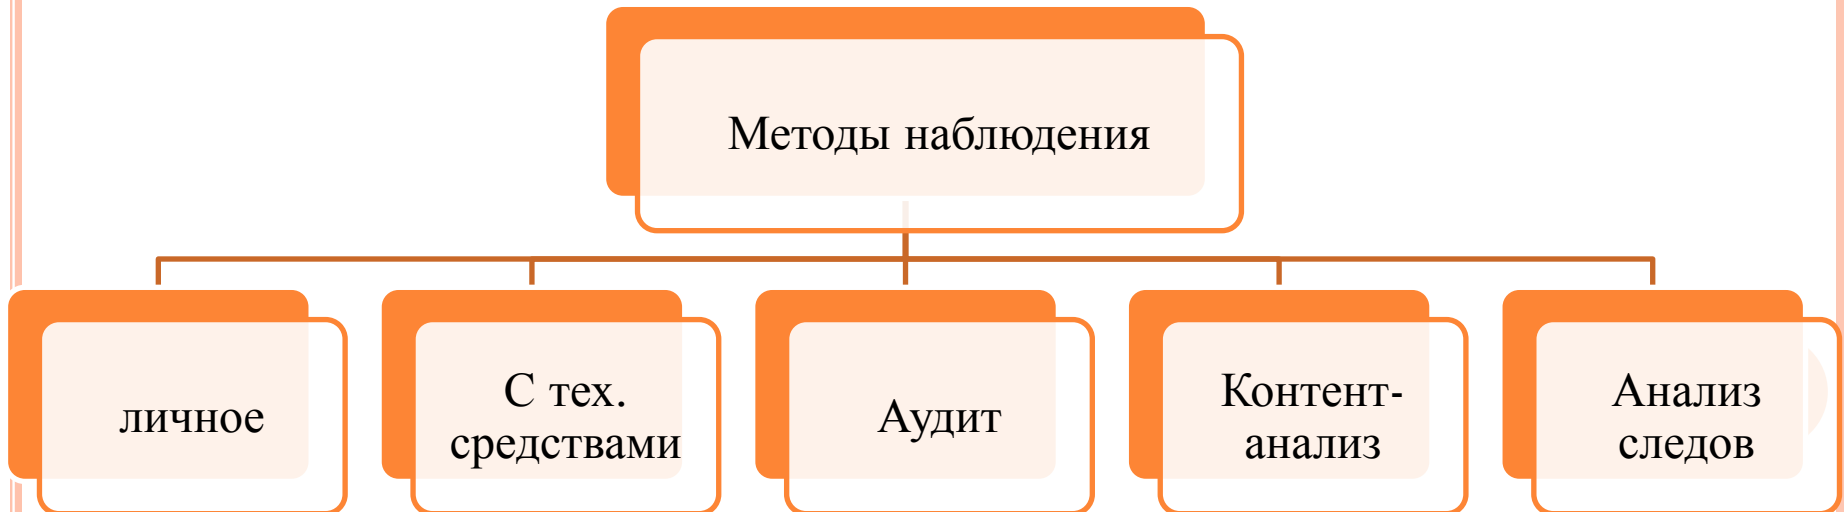 Методы наблюдения
личное
С тех.
средствами
Аудит
Контент-
анализ
Анализ
следов